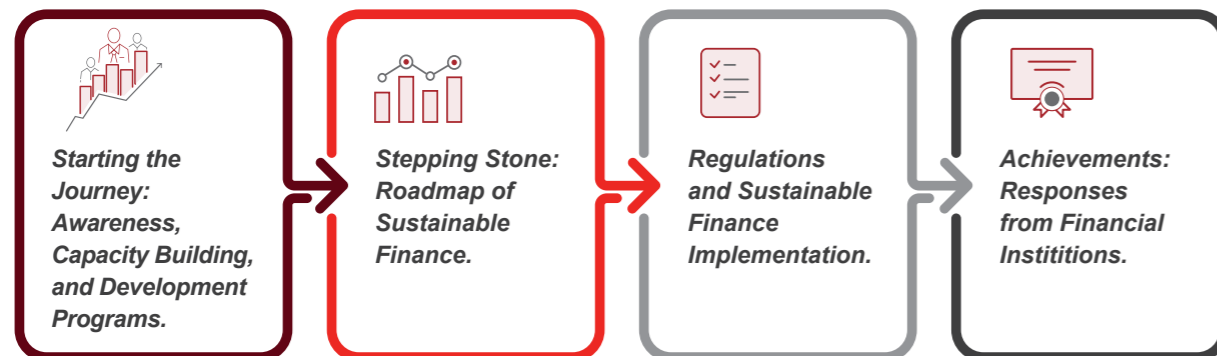 Starting the
Journey:
Awareness,
Capacity Building,
and Development
Programs.
Stepping Stone:
Roadmap of
Sustainable
Finance.
Regulations
and Sustainable
Finance
Implementation.
Achievements:
Responses
from Financial
Instititions.